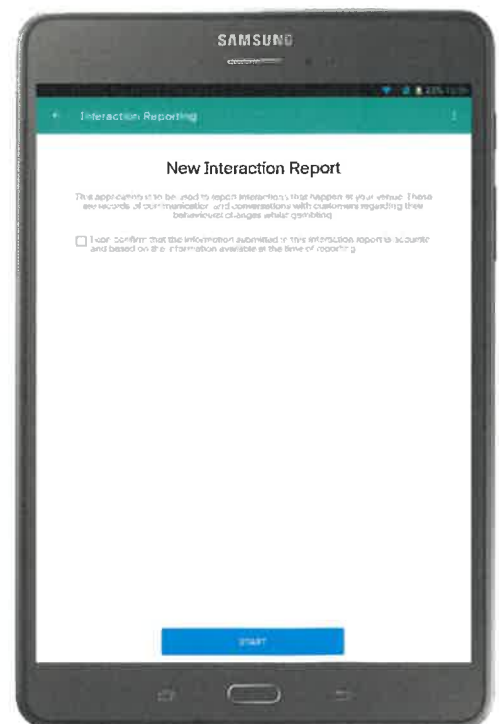 SAMSUNG
Interaction Reporting
New Interaction Report
This application is to be used to report interactions that happen at your venue. These
are records of communication and conversations with customers regarding their
behavioural changes whilst gambling
I can confirm that the information submitted in this interaction report is accurate
and based on the information available at the time of reporting
START